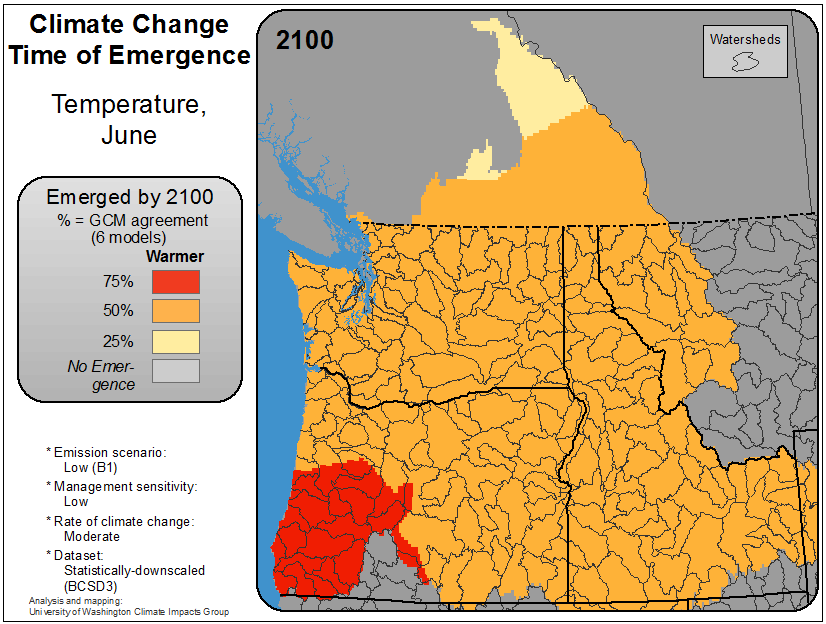 Climate Change
Time of Emergence
Temperature,
June
Emerged by 2100
% = GCM agreement
(6 models)
Warmer
75%
50%
25%
No Emer-
gence
* Emission scenario:
Low (B1)
* Management sensitivity:
Low
* Rate of climate change:
Moderate
* Dataset:
Statistically-downscaled
(BCSD3)
Analysis and mapping:
University of Washington Climate Impacts Group
2100
Watersheds